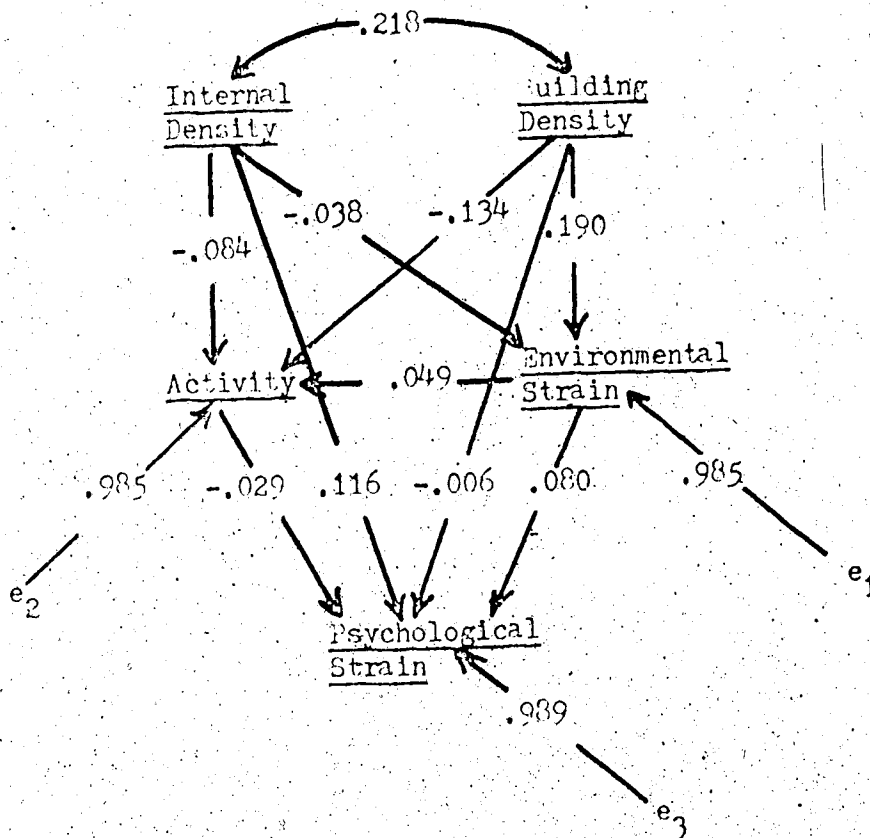 .218
Internal
Density
uilding
Density
-.038
-.134
-.084
.190
Activity
.049
Environmental
Strain
.985
-.029
.116
-.006
.080
.985
e2
e1
Psychological
Strain
.989
e3